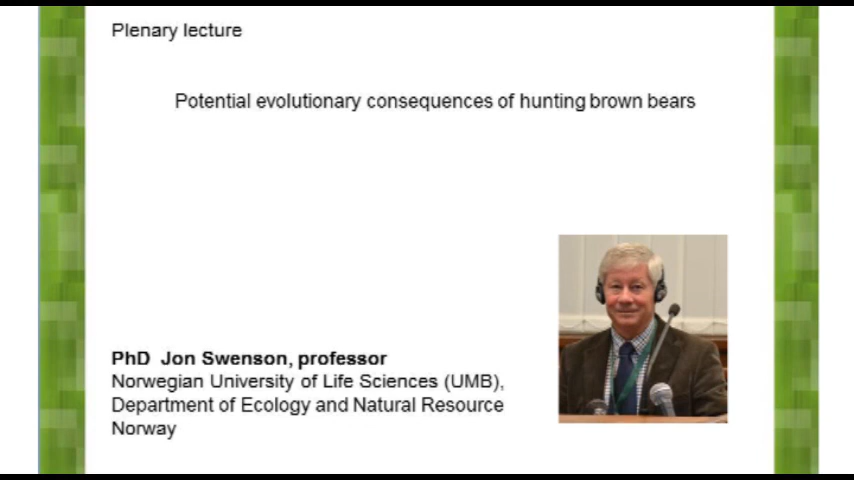 Plenary lecture
Potential evolutionary consequences of hunting brown bears
PhD Jon Swenson, professor
Norwegian University of Life Sciences (UMB),
Department of Ecology and Natural Resource
Norway